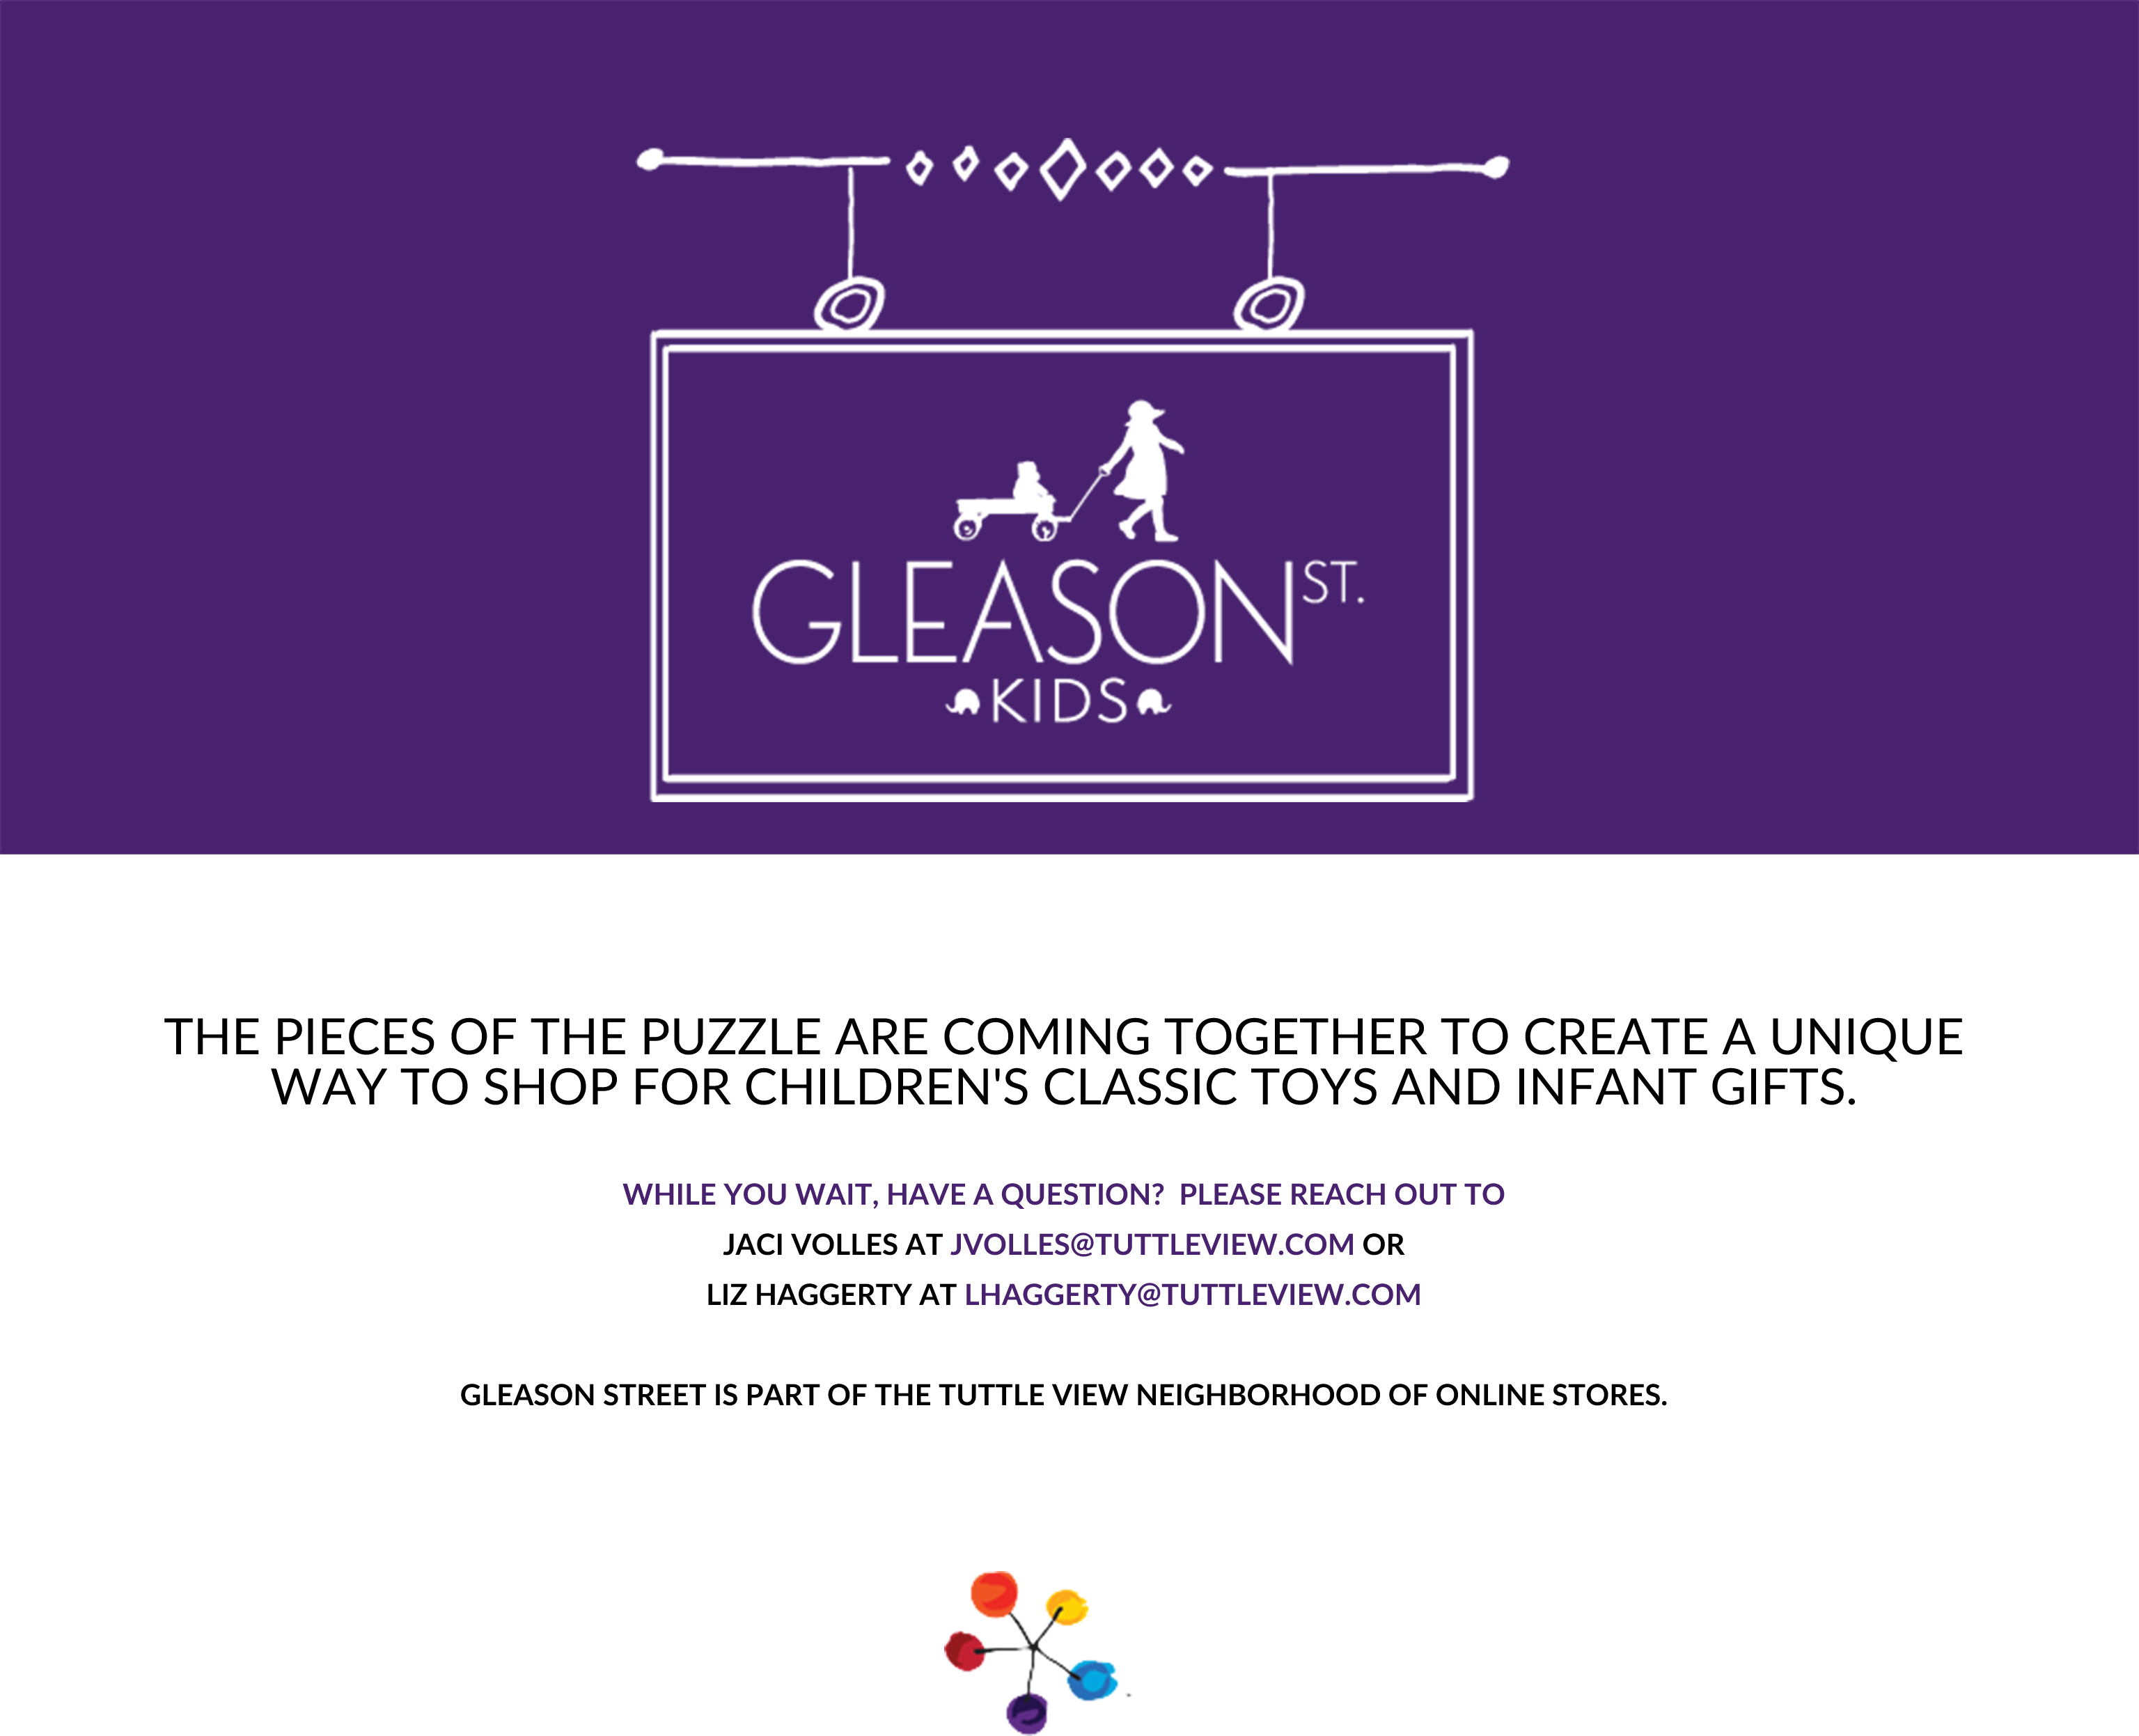 GLEASON ST.
KIDS
THE PIECES OF THE PUZZLE ARE COMING TOGETHER TO CREATE A UNIQUE
WAY TO SHOP FOR CHILDREN'S CLASSIC TOYS AND INFANT GIFTS.
WHILE YOU WAIT, HAVE A QUESTION?  PLEASE REACH OUT TO
JACI VOLLES AT JVOLLES@TUTTLEVIEW.COM OR
LIZ HAGGERTY AT LHAGGERTY@TUTTLEVIEW.COM
GLEASON STREET IS PART OF THE TUTTLE VIEW NEIGHBORHOOD OF ONLINE STORES.